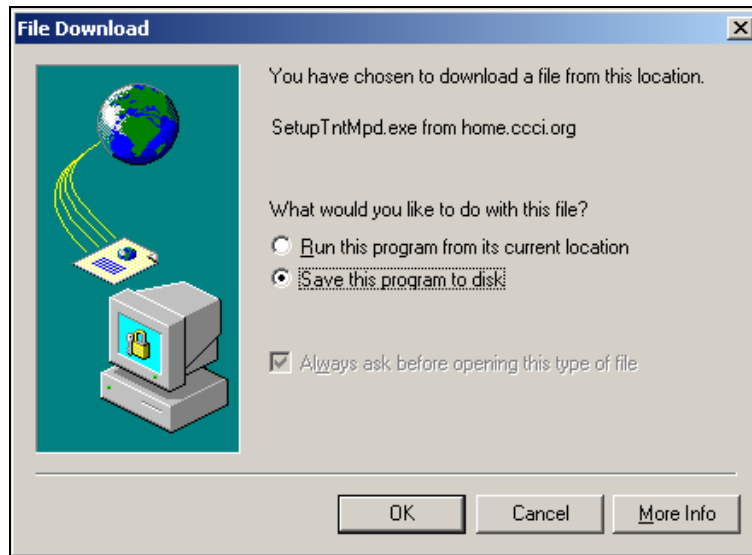 File Download
You have chosen to download a file from this location.
SetupTntMpd.exe from home.ccci.org
What would you like to do with this file?
Run this program from its current location
Save this program to disk
Always ask before opening this type of file
OK
Cancel
More Info